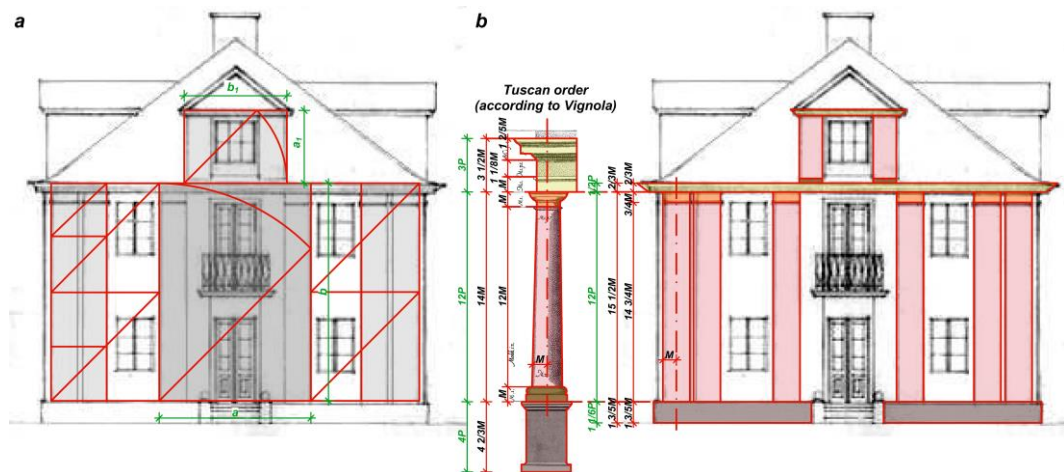 a
b
b1
a1
b
a
Tuscan order
(according to Vignola)
3P
12P
4P
3 1/2M
14M
4 2/3M
1 2/5M
1 1/8M
M
M
12M
M
M
1/2P
12P
1 1/6P
2/3M
15 1/2M
1 3/5M
2/3M
3/4M
14 3/4M
1 3/5M
M